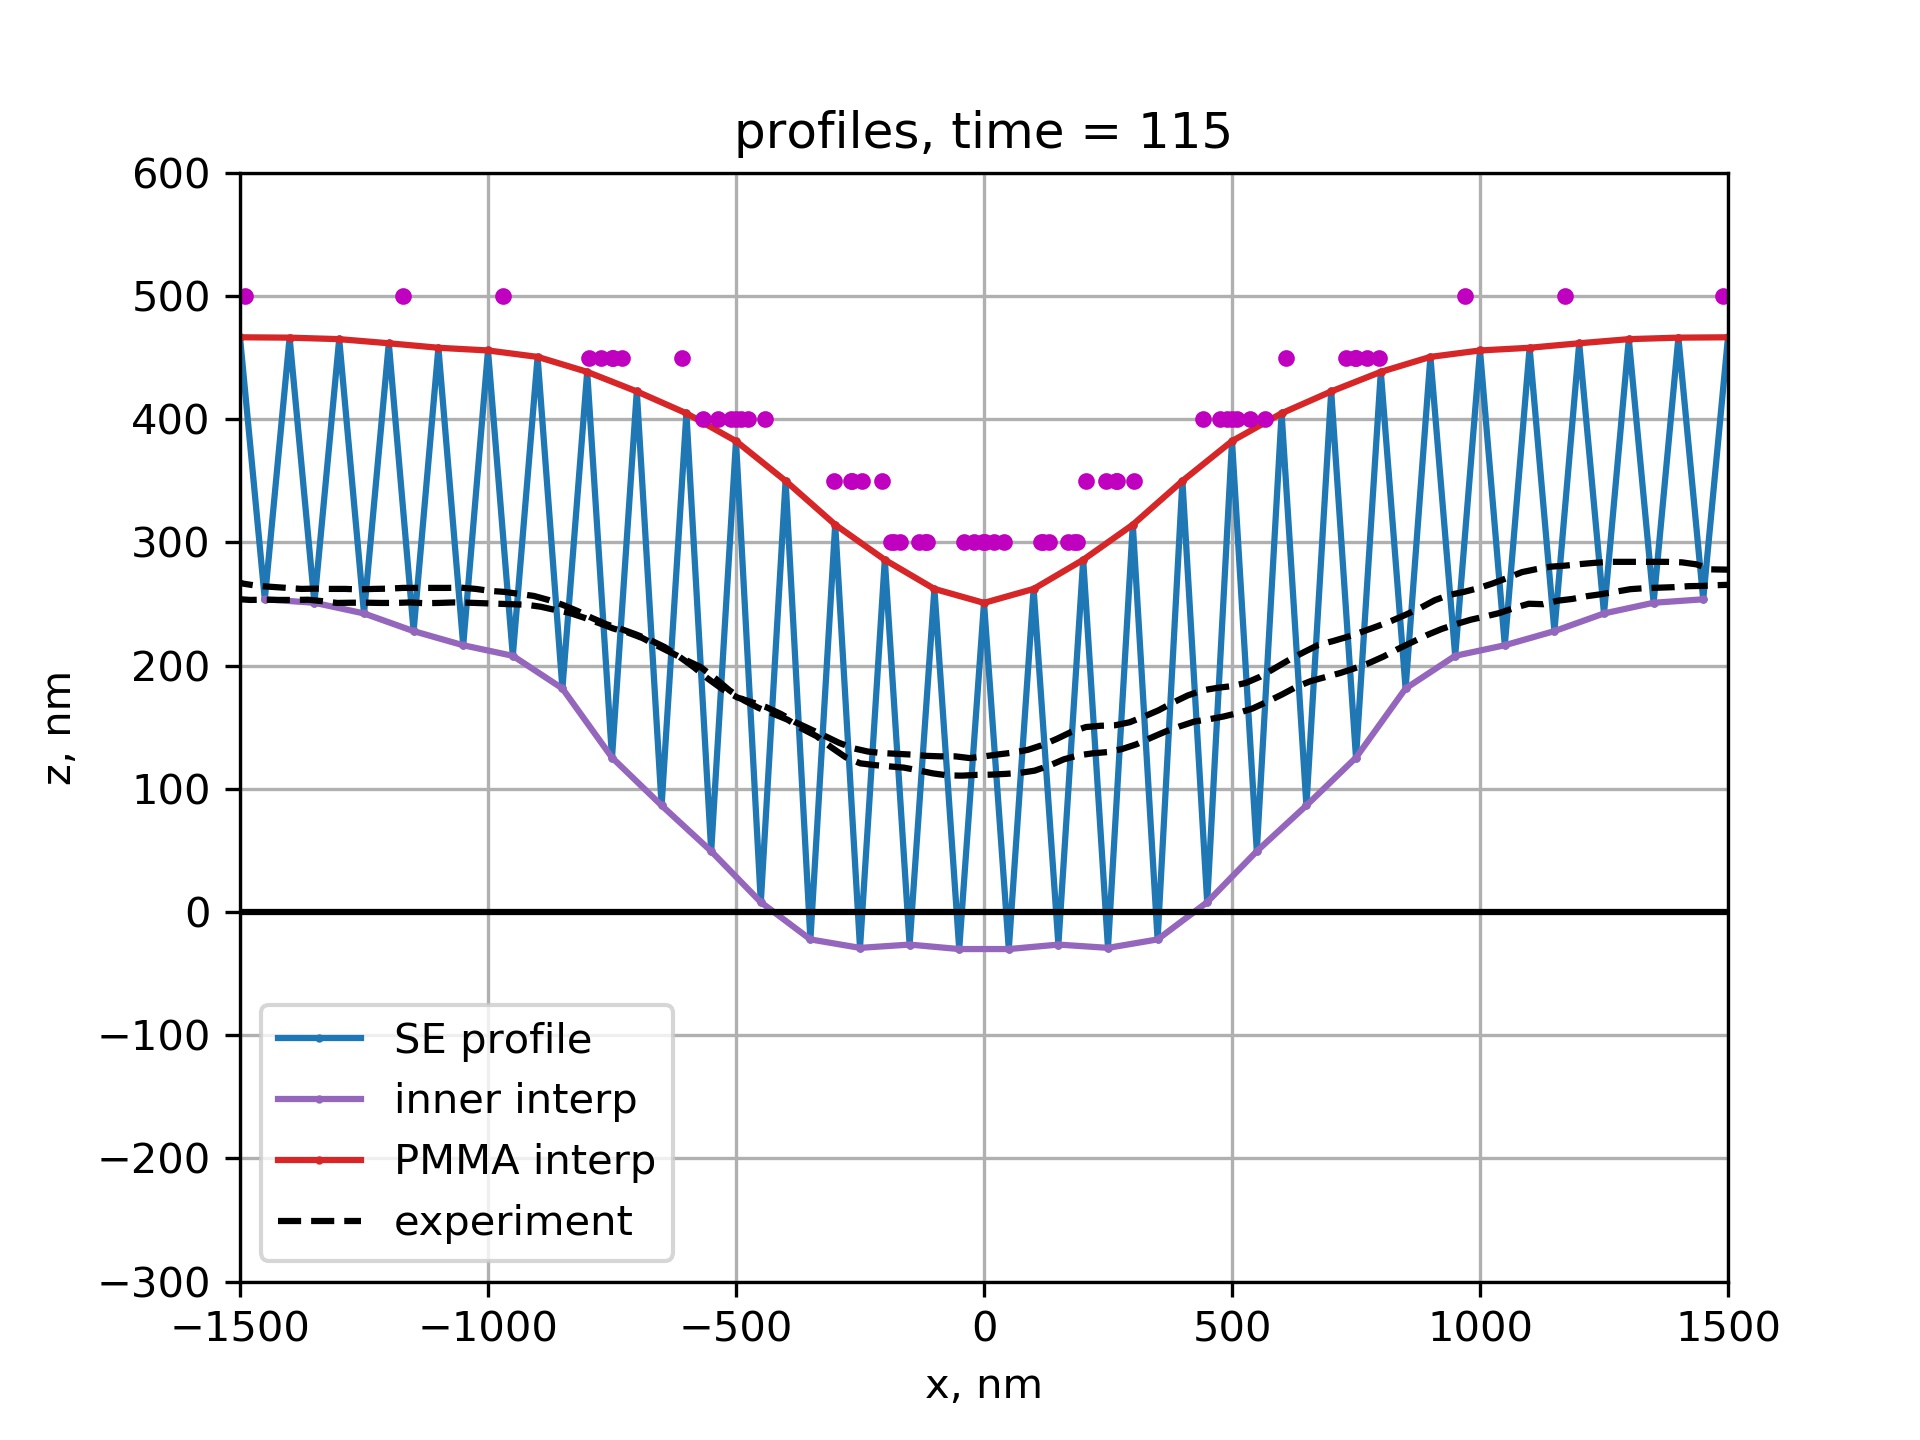 profiles, time = 115
600
500
400
300
200
100
0
−100
−200
−300
z, nm
−1500
−1000
−500
0
500
1000
1500
x, nm
SE profile
inner interp
PMMA interp
experiment